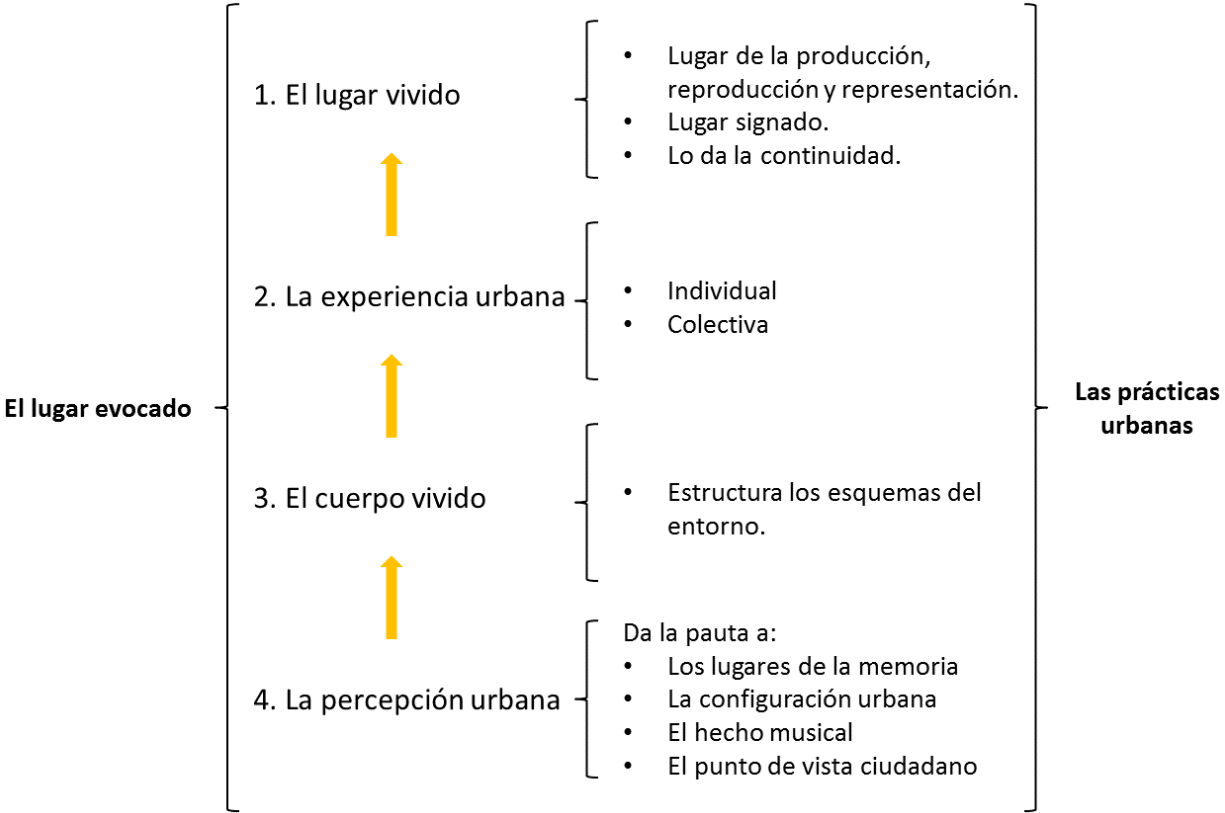 El lugar evocado
1. El lugar vivido
• Lugar de la producción,
reproducción y representación.
• Lugar signado.
• Lo da la continuidad.
2. La experiencia urbana
• Individual
• Colectiva
3. El cuerpo vivido
• Estructura los esquemas del
entorno.
4. La percepción urbana
Da la pauta a:
• Los lugares de la memoria
• La configuración urbana
• El hecho musical
• El punto de vista ciudadano
Las prácticas
urbanas